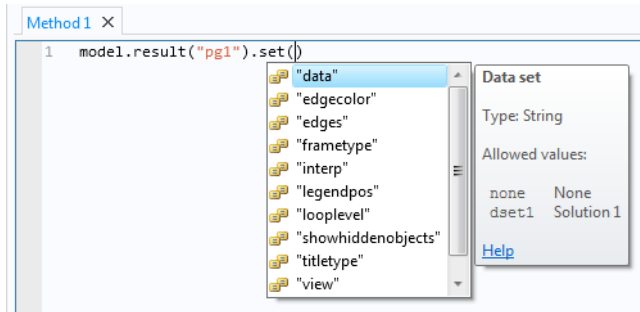 Method 1
1 model.result("pg1").set()
"data"
"edgecolor"
"edges"
"frametype"
"interp"
"legendpos"
"looplevel"
"showhiddenobjects"
"titletype"
"view"
Data set
Type: String
Allowed values:
none None
dset1 Solution 1
Help